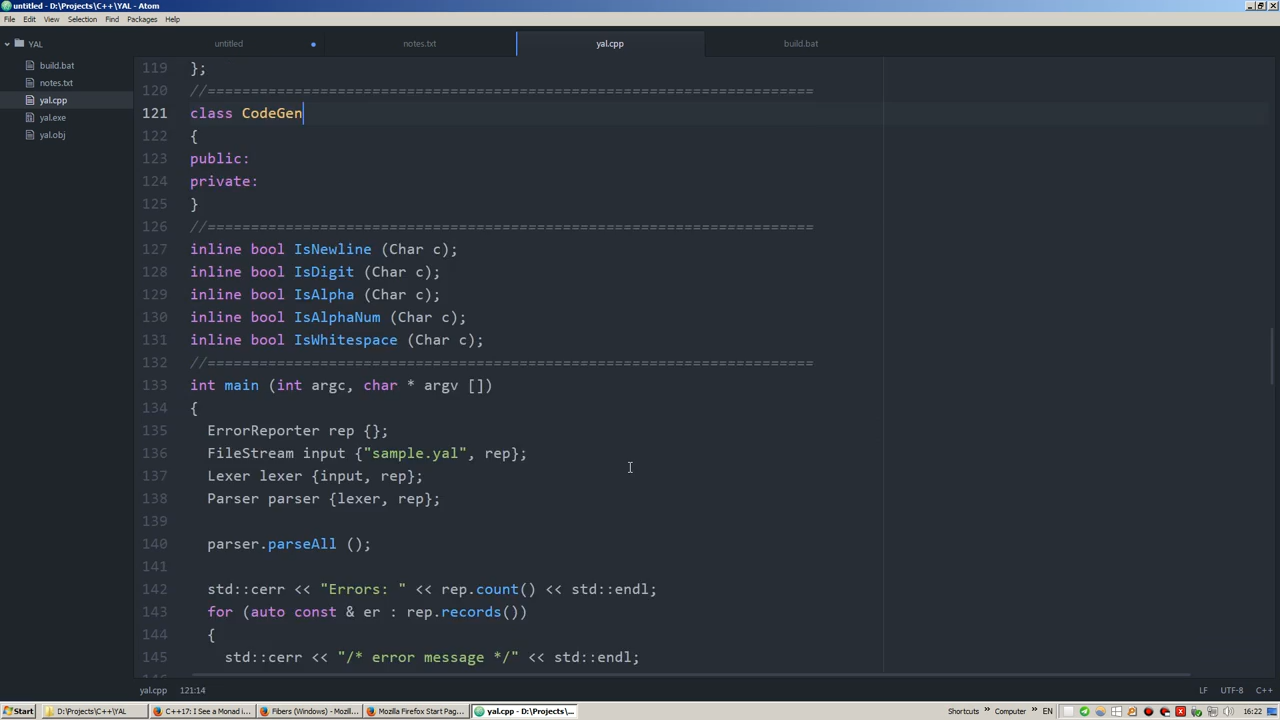 untitled - D:\Projects\C++\YAL - Atom
File Edit View Selection Find Packages Help
YAL
build.bat
notes.txt
yal.cpp
yal.exe
yal.obj
untitled notes.txt yal.cpp build.bat
119 };
120 //======================================================================
121 class CodeGen
122 {
123 public:
124 private:
125 }
126 //======================================================================
127 inline bool IsNewline (Char c);
128 inline bool IsDigit (Char c);
129 inline bool IsAlpha (Char c);
130 inline bool IsAlphaNum (Char c);
131 inline bool IsWhitespace (Char c);
132 //======================================================================
133 int main (int argc, char * argv [])
134 {
135 ErrorReporter rep {};
136 FileStream input {"sample.yal", rep};
137 Lexer lexer {input, rep};
138 Parser parser {lexer, rep};
139
140 parser.parseAll ();
141
142 std::cerr << "Errors: " << rep.count() << std::endl;
143 for (auto const & er : rep.records())
144 {
145 std::cerr << "/* error message */" << std::endl;
yal.cpp 121:14 LF UTF-8 C++
Start D:\Projects\C++\YAL C++17: I See a Monad i... Fibers (Windows) - Mozil... Mozilla Firefox Start Pag... yal.cpp - D:\Projects\... Shortcuts » Computer » EN 16:22